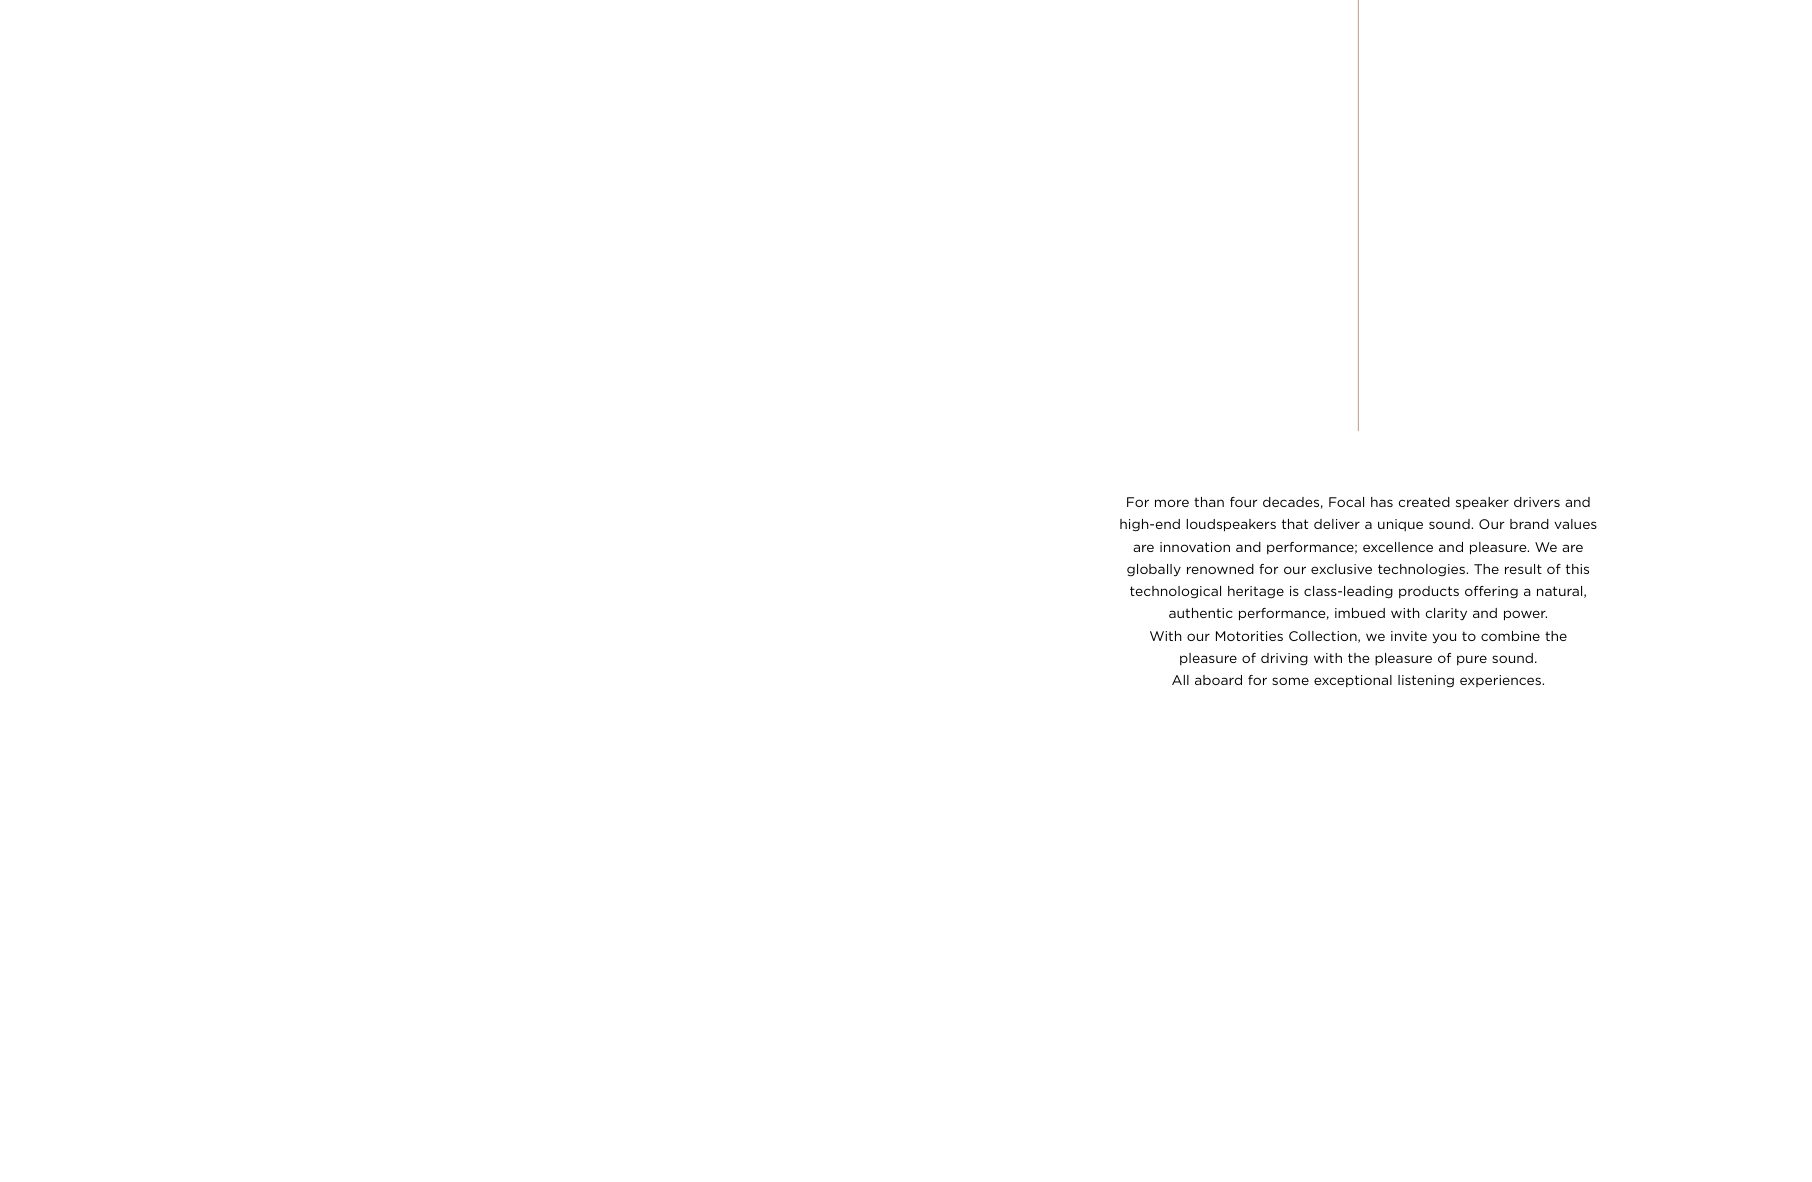 For more than four decades, Focal has created speaker drivers and
high-end loudspeakers that deliver a unique sound. Our brand values
are innovation and performance; excellence and pleasure. We are
globally renowned for our exclusive technologies. The result of this
technological heritage is class-leading products offering a natural,
authentic performance, imbued with clarity and power.
With our Motorities Collection, we invite you to combine the
pleasure of driving with the pleasure of pure sound.
All aboard for some exceptional listening experiences.